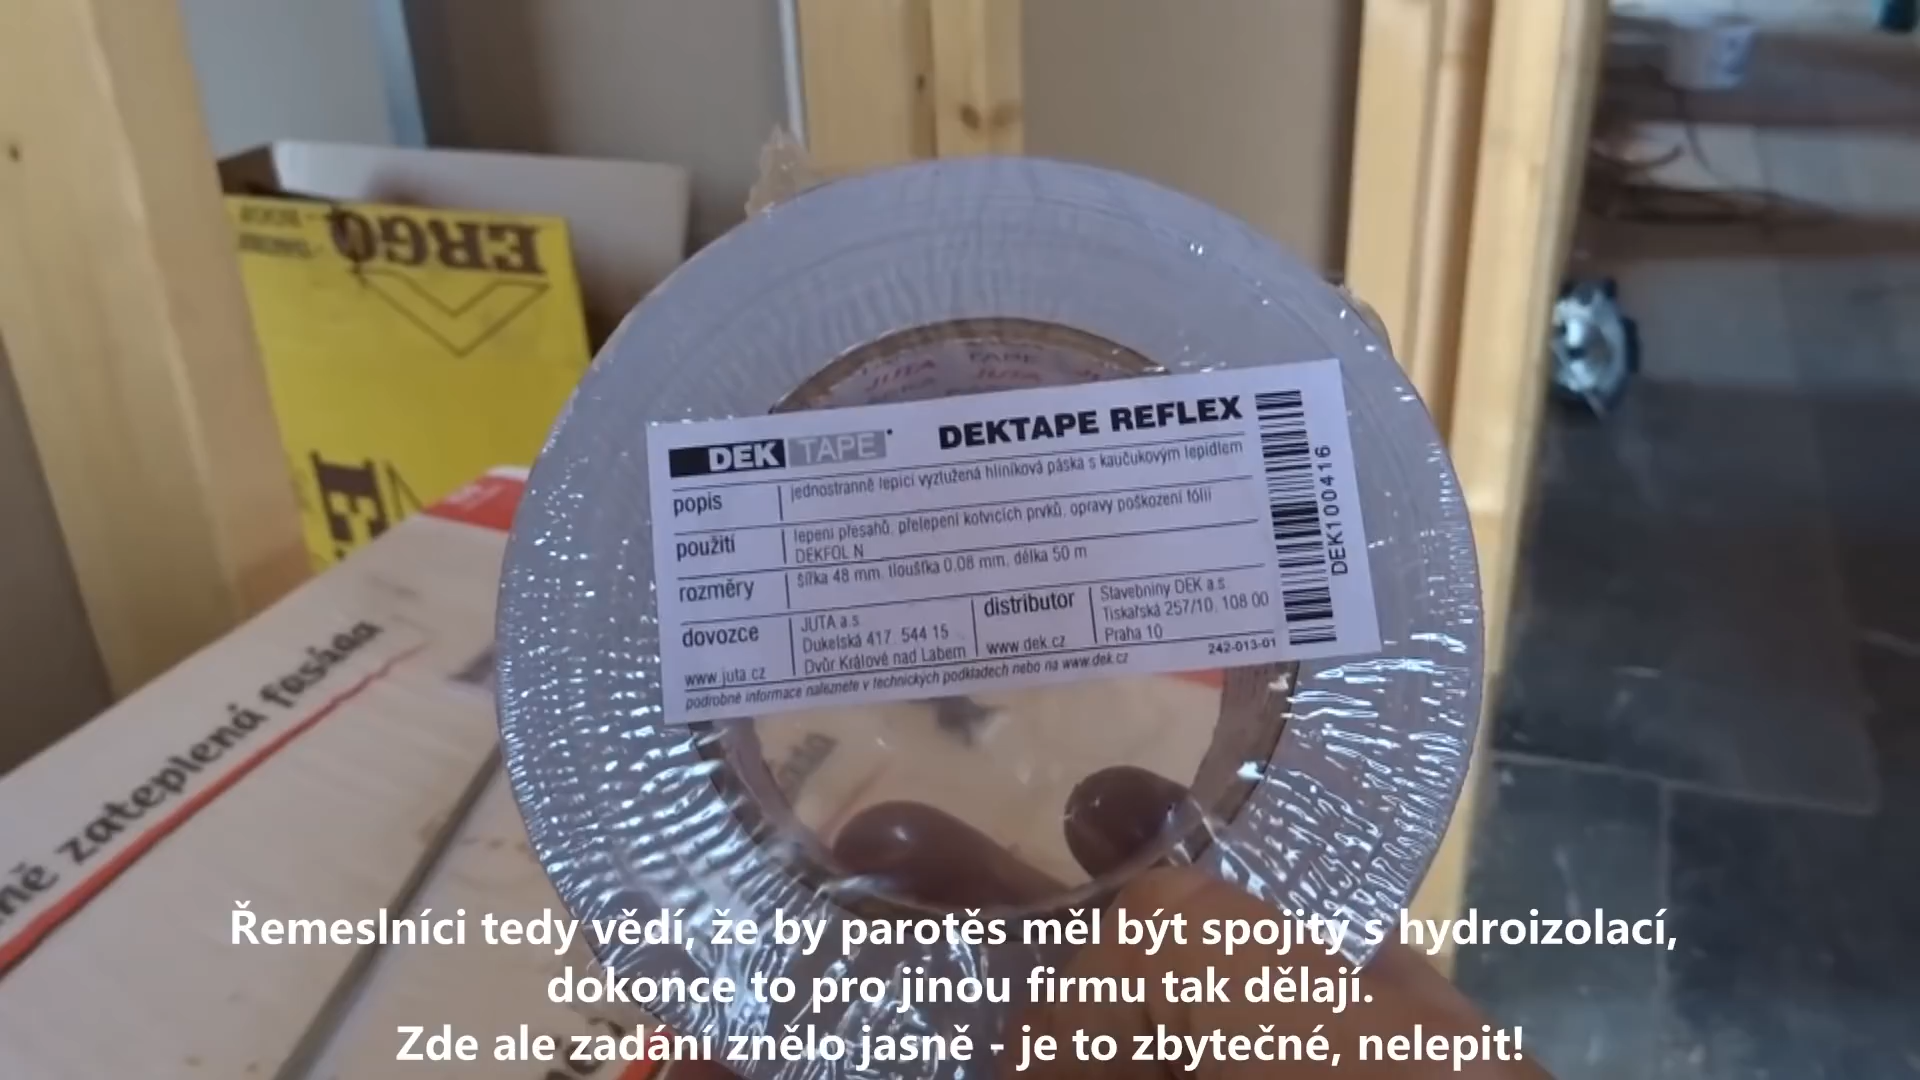 ERGO
DEK TAPE
DEKTAPE REFLEX
popis
jednostranně lepící vyztužená hliníková páska s kaučukovým lepidlem
použití
lepení přesahů, přelepení kotvících prvků, opravy poškození fólií
DEKFOL N
rozměry
šířka 48 mm, tloušťka 0.08 mm, délka 50 m
dovozce
www.juta.cz
JUTA a.s.
Dukelská 417, 544 15
Dvůr Králové nad Labem
distributor
www.dek.cz
Stavebniny DEK a.s.
Tiskařská 257/10, 108 00
Praha 10
242-013-01
podrobné informace naleznete v technických podkladech nebo na www.dek.cz
DEK100416
JUTA
JUTA
zateplená fasáda
Řemeslníci tedy vědí, že by parotěs měl být spojitý s hydroizolací,
dokonce to pro jinou firmu tak dělají.
Zde ale zadání znělo jasně - je to zbytečné, nelepit!